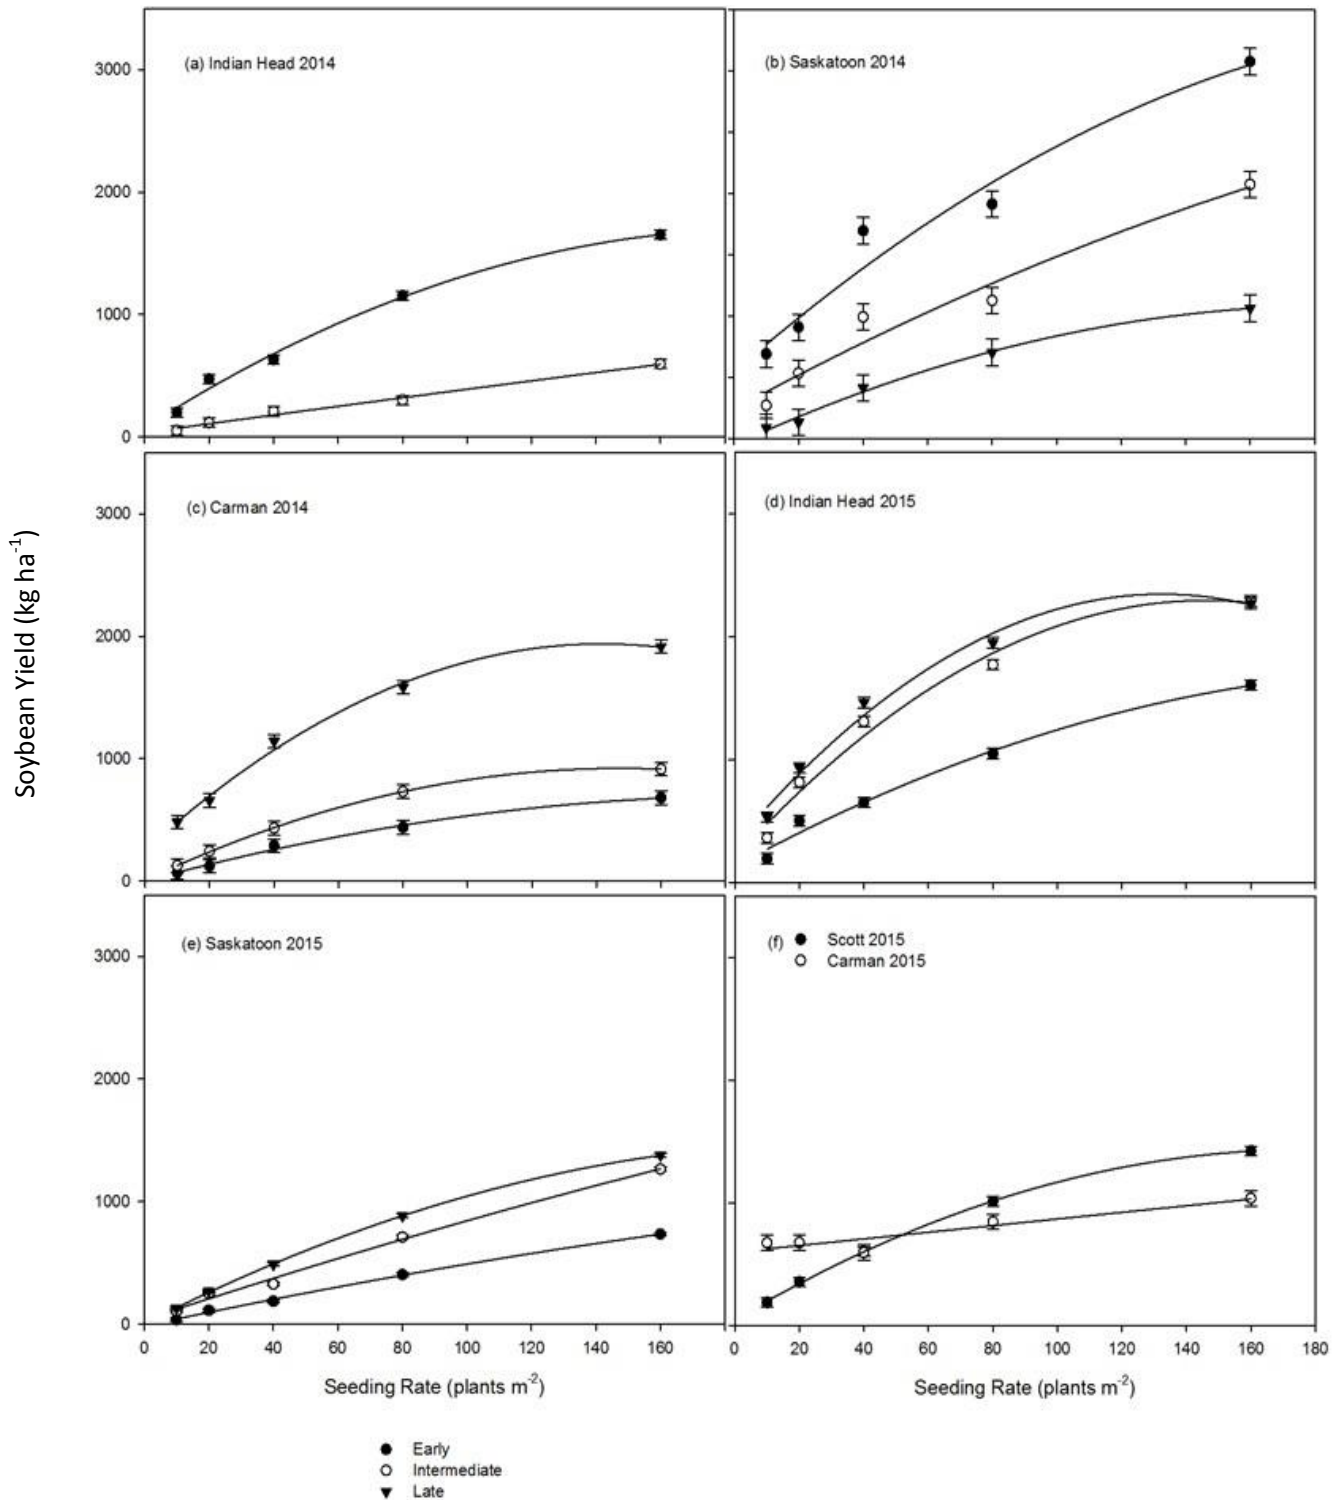 (a) Indian Head 2014
(b) Saskatoon 2014
3000
2000
1000
0
(c) Carman 2014
(d) Indian Head 2015
3000
2000
1000
0
Soybean Yield (kg ha-1)
(e) Saskatoon 2015
(f) Scott 2015
Carman 2015
3000
2000
1000
0
0 20 40 60 80 100 120 140 160
0 20 40 60 80 100 120 140 160 180
Seeding Rate (plants m-2)
Seeding Rate (plants m-2)
Early
Intermediate
Late